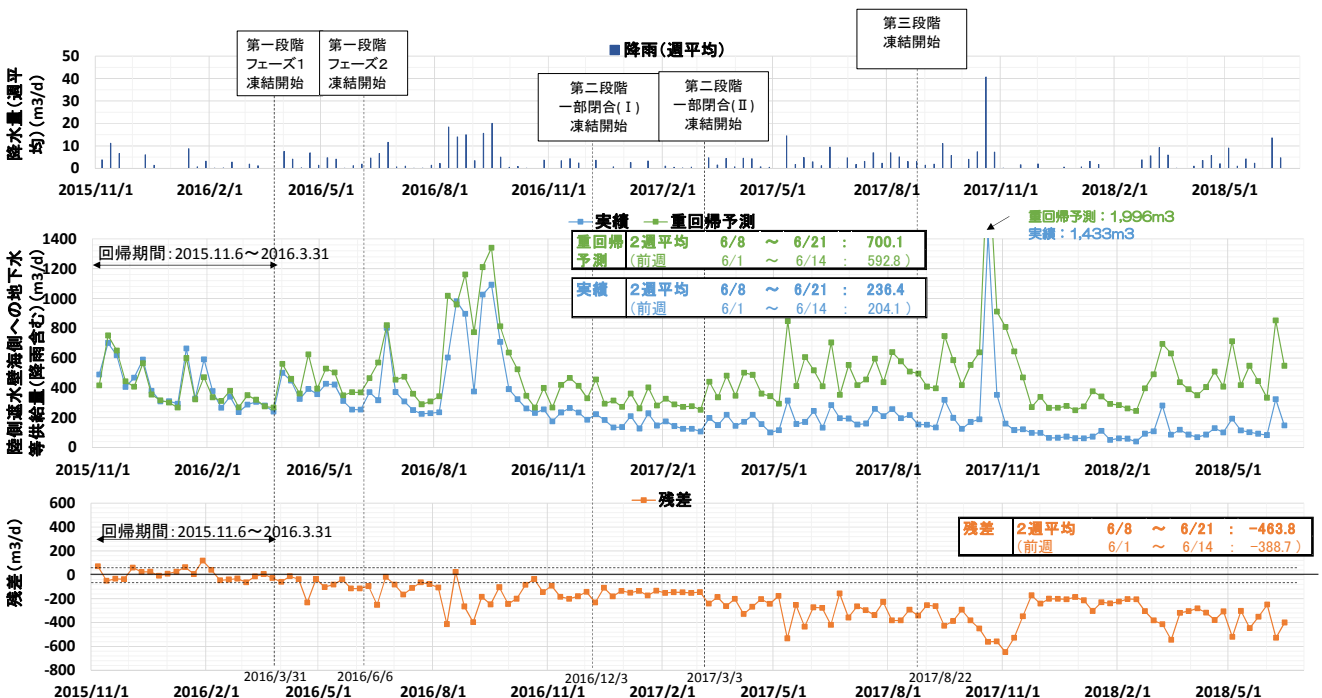 第三段階
凍結開始
第一段階
フェーズ1
凍結開始
第一段階
フェーズ2
凍結開始
第二段階
一部閉合(Ⅰ)
凍結開始
第二段階
一部閉合(Ⅱ)
凍結開始
降雨(週平均)
降水量(週平
均)(m3/d)
50
40
30
20
10
0
2015/11/1 2016/2/1 2016/5/1 2016/8/1 2016/11/1 2017/2/1 2017/5/1 2017/8/1 2017/11/1 2018/2/1 2018/5/1
実績 重回帰予測
重回帰予測：1,996m3
実績：1,433m3
陸側遮水壁海側への地下水
等供給量(降雨含む)(m3/d)
1400
1200
1000
800
600
400
200
0
回帰期間：2015.11.6～2016.3.31
重回帰 2週平均 6/8 ～ 6/21 : 700.1
予測 (前週 6/1 ～ 6/14 : 592.8 )
実績 2週平均 6/8 ～ 6/21 : 236.4
(前週 6/1 ～ 6/14 : 204.1 )
2015/11/1 2016/2/1 2016/5/1 2016/8/1 2016/11/1 2017/2/1 2017/5/1 2017/8/1 2017/11/1 2018/2/1 2018/5/1
残差
残差(m3/d)
600
400
200
0
-200
-400
-600
-800
回帰期間：2015.11.6～2016.3.31
残差 2週平均 6/8 ～ 6/21 : -463.8
(前週 6/1 ～ 6/14 : -388.7 )
2016/3/31 2016/6/6 2016/12/3 2017/3/3 2017/8/22
2015/11/1 2016/2/1 2016/5/1 2016/8/1 2016/11/1 2017/2/1 2017/5/1 2017/8/1 2017/11/1 2018/2/1 2018/5/1